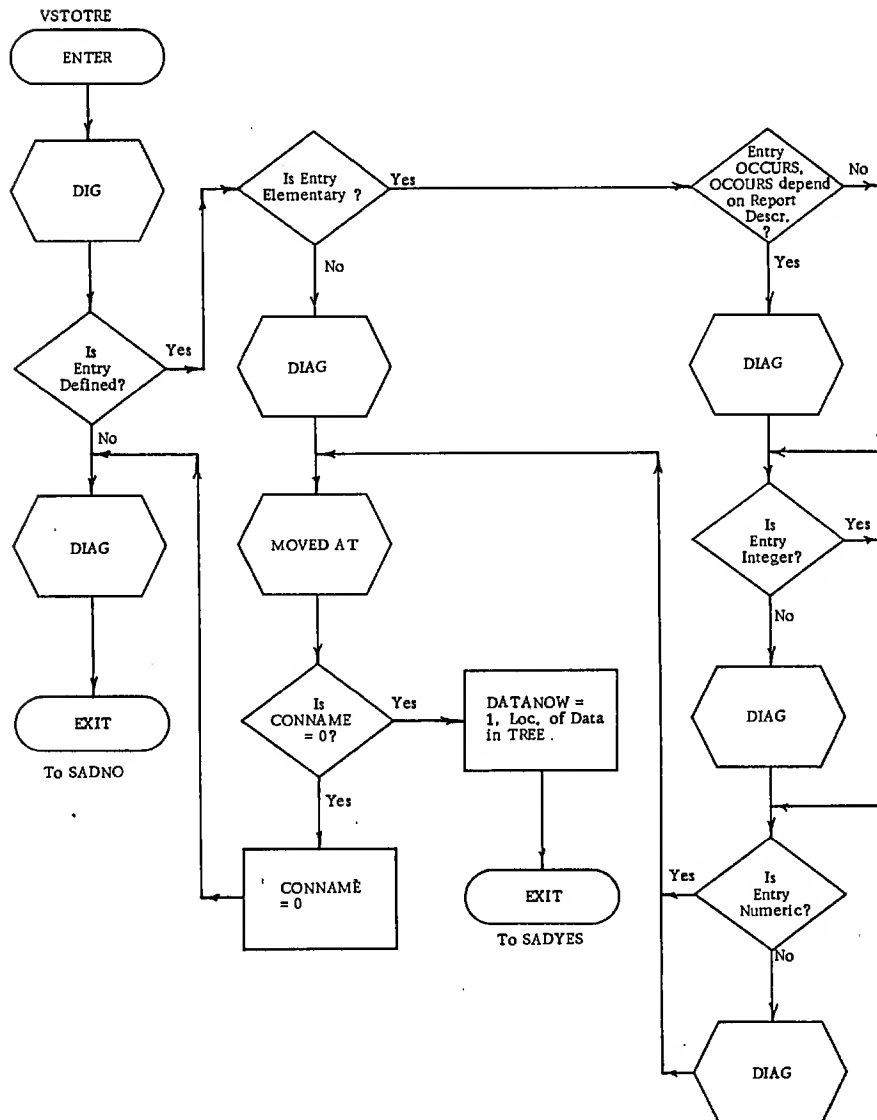 VSTOTRE
ENTER
DIG
Is
Entry
Defined?
Yes
No
DIAG
EXIT
To SADNO
Is Entry
Elementary ?
Yes
No
DIAG
MOVED AT
Is
CONNAME
= 0?
Yes
Yes
CONNAME
= 0
DATANOW =
1, Loc. of Data
in TREE .
EXIT
To SADYES
Entry
OCCURS,
OCOURS depend
on Report
Descr.
?
No
Yes
DIAG
Is
Entry
Integer?
Yes
No
DIAG
Is
Entry
Numeric?
Yes
No
DIAG